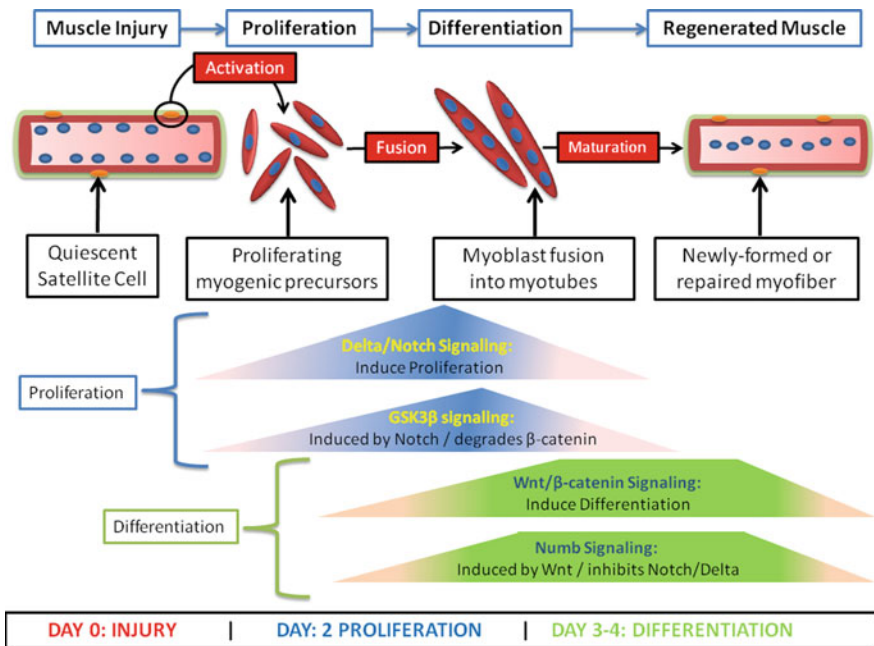 Muscle Injury
Proliferation
Differentiation
Regenerated Muscle
Activation
Fusion
Maturation
Quiescent
Satellite Cell
Proliferating
myogenic precursors
Myoblast fusion
into myotubes
Newly-formed or
repaired myofiber
Proliferation
Delta/Notch Signaling:
Induce Proliferation
GSK3β signaling:
Induced by Notch / degrades β-catenin
Differentiation
Wnt/β-catenin Signaling:
Induce Differentiation
Numb Signaling:
Induced by Wnt / inhibits Notch/Delta
DAY 0: INJURY | DAY: 2 PROLIFERATION | DAY 3-4: DIFFERENTIATION